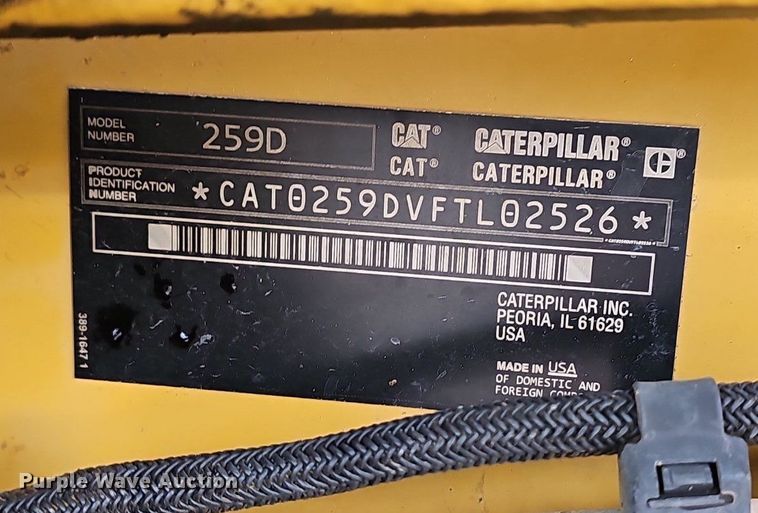 MODEL
NUMBER
259D
CAT®
CATERPILLAR®
CAT®
CATERPILLAR®
PRODUCT
IDENTIFICATION
NUMBER
*CAT0259DVFTL02526*
CATERPILLAR INC.
PEORIA, IL 61629
USA
MADE IN USA
OF DOMESTIC AND
FOREIGN
389-1647 1
Purple Wave Auction